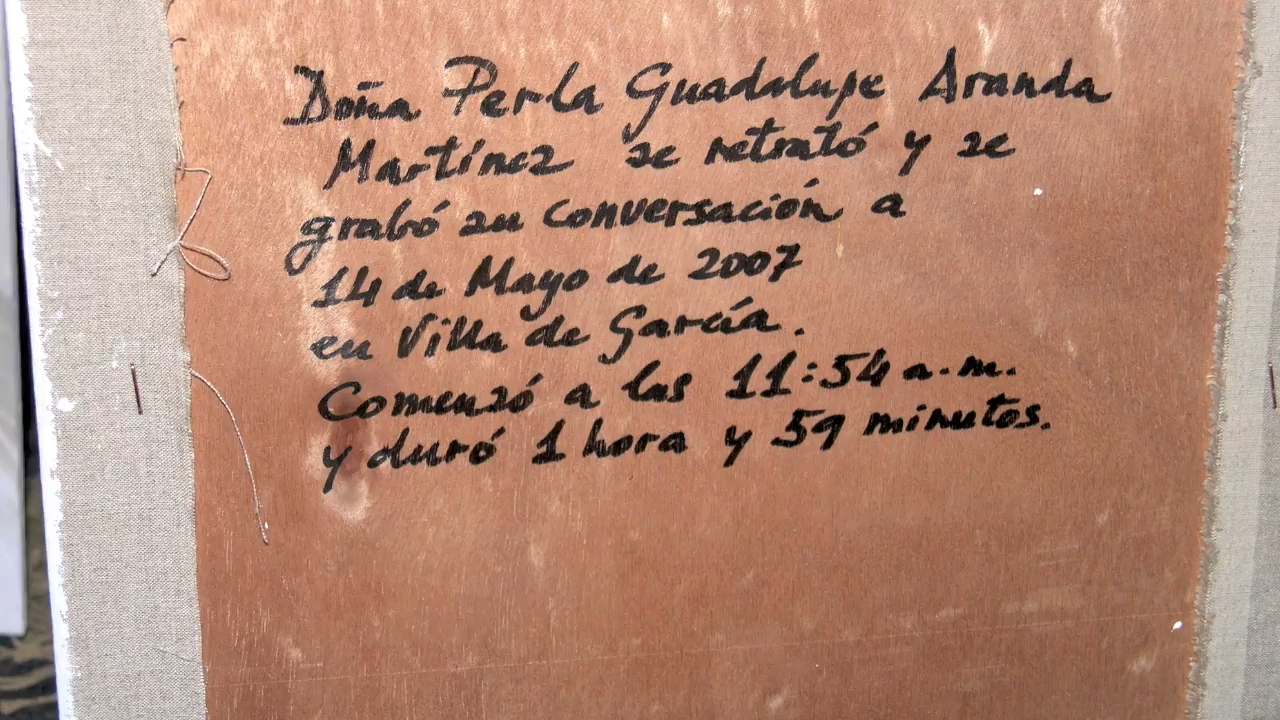 Doña Perla Guadalupe Aranda
Martínez se retrató y se
grabó su conversación a
14 de Mayo de 2007
en Villa de García.
Comenzó a las 11:54 a.m.
y duró 1 hora y 59 minutos.